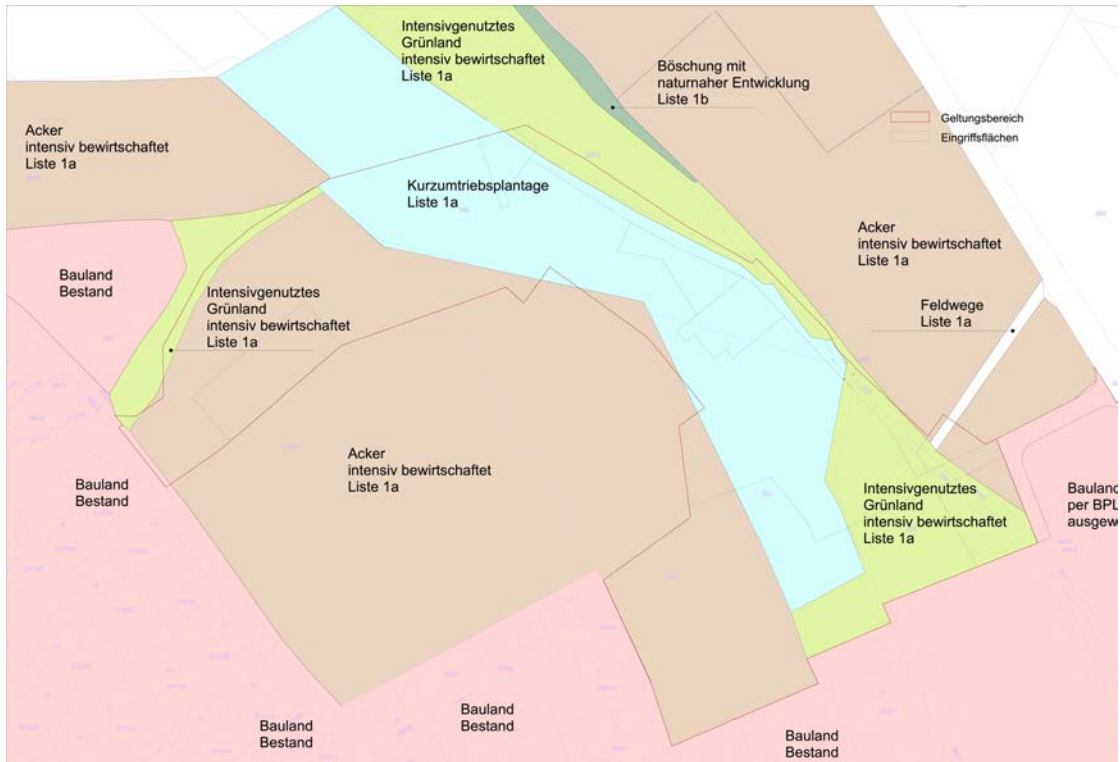 Intensivgenutztes
Grünland
intensiv bewirtschaftet
Liste 1a
Böschung mit
naturnaher Entwicklung
Liste 1b
Geltungsbereich
Eingriffsflächen
Acker
intensiv bewirtschaftet
Liste 1a
Kurzumtriebsplantage
Liste 1a
Acker
intensiv bewirtschaftet
Liste 1a
Bauland
Bestand
Intensivgenutztes
Grünland
intensiv bewirtschaftet
Liste 1a
Feldwege
Liste 1a
Acker
intensiv bewirtschaftet
Liste 1a
Bauland
Bestand
Intensivgenutztes
Grünland
intensiv bewirtschaftet
Liste 1a
Bauland
per BPL
ausgew
Bauland
Bestand
Bauland
Bestand
Bauland
Bestand